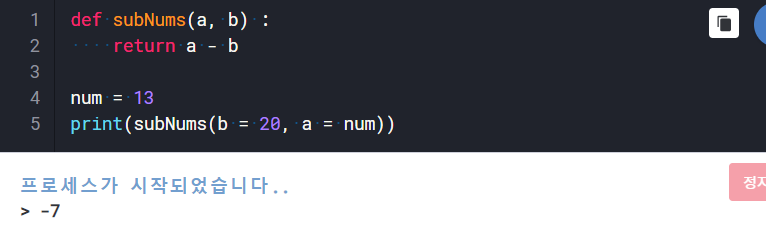 1 def subNums(a, b) :
2     return a - b
3
4 num = 13
5 print(subNums(b = 20, a = num))
프로세스가 시작되었습니다..
> -7